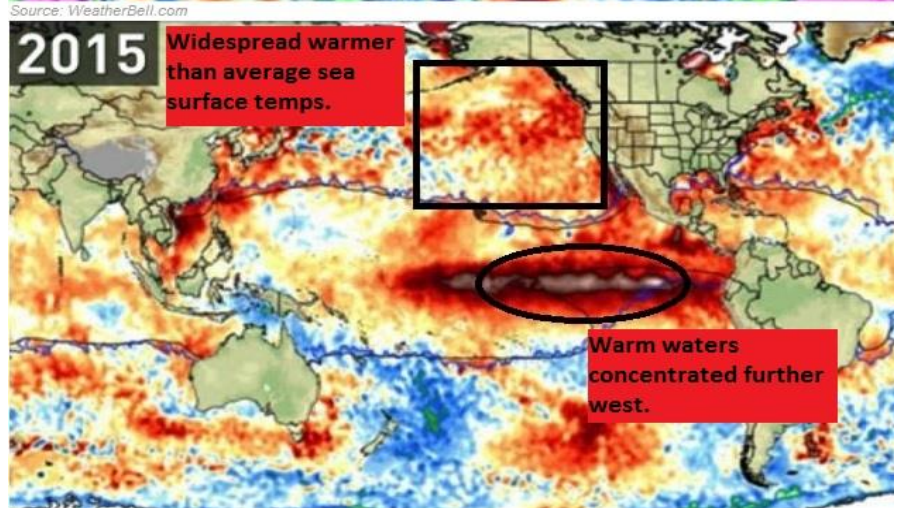 Source: WeatherBell.com
2015
Widespread warmer
than average sea
surface temps.
Warm waters
concentrated further
west.